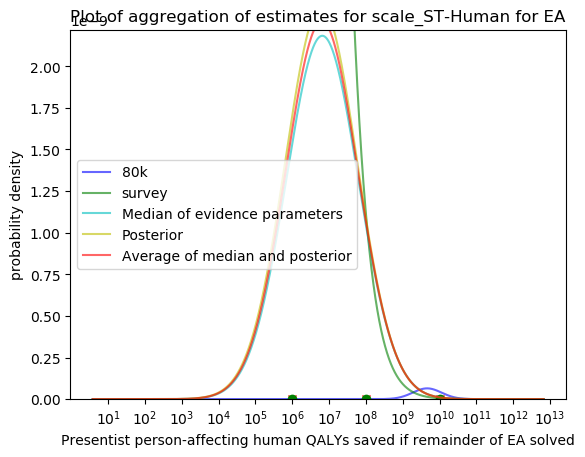 Plot of aggregation of estimates for scale_ST-Human for EA
1e−9
2.00
1.75
1.50
1.25
1.00
0.75
0.50
0.25
0.00
probability density
80k
survey
Median of evidence parameters
Posterior
Average of median and posterior
10¹ 10² 10³ 10⁴ 10⁵ 10⁶ 10⁷ 10⁸ 10⁹ 10¹⁰ 10¹¹ 10¹² 10¹³
Presentist person-affecting human QALYs saved if remainder of EA solved